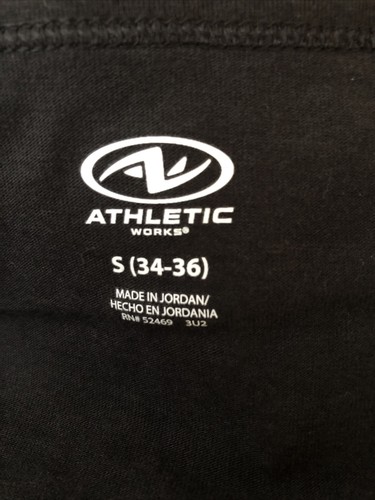 ATHLETIC
WORKS®
S (34-36)
MADE IN JORDAN/
HECHO EN JORDANIA
RN# 52469 3U2